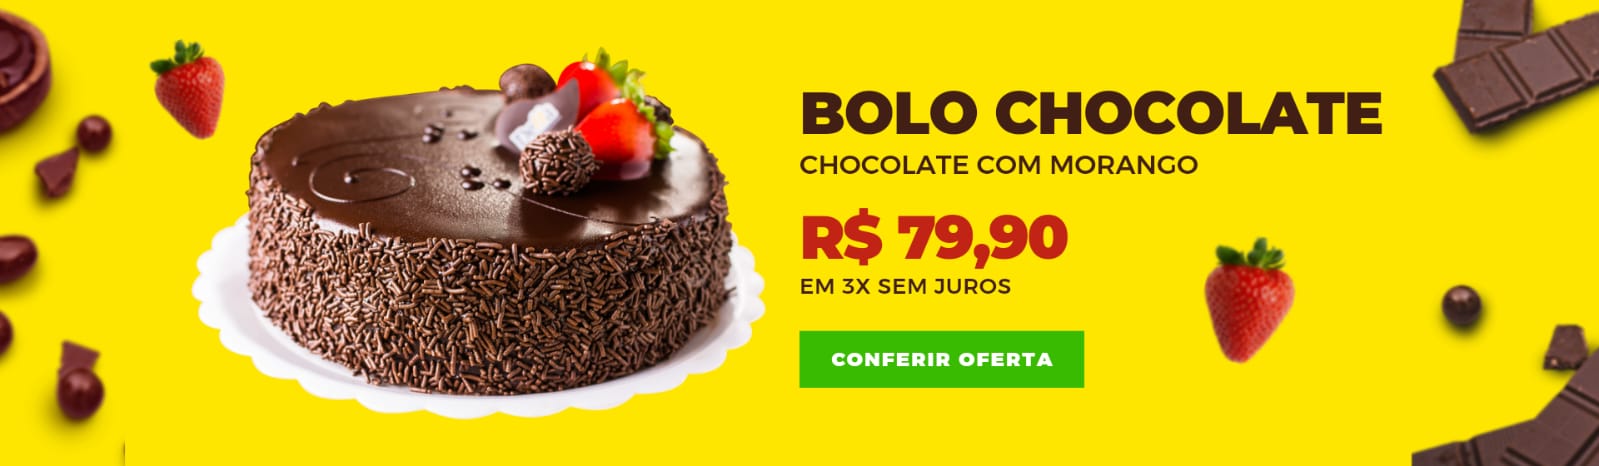 BOLO CHOCOLATE
CHOCOLATE COM MORANGO
R$ 79,90
EM 3X SEM JUROS
CONFERIR OFERTA